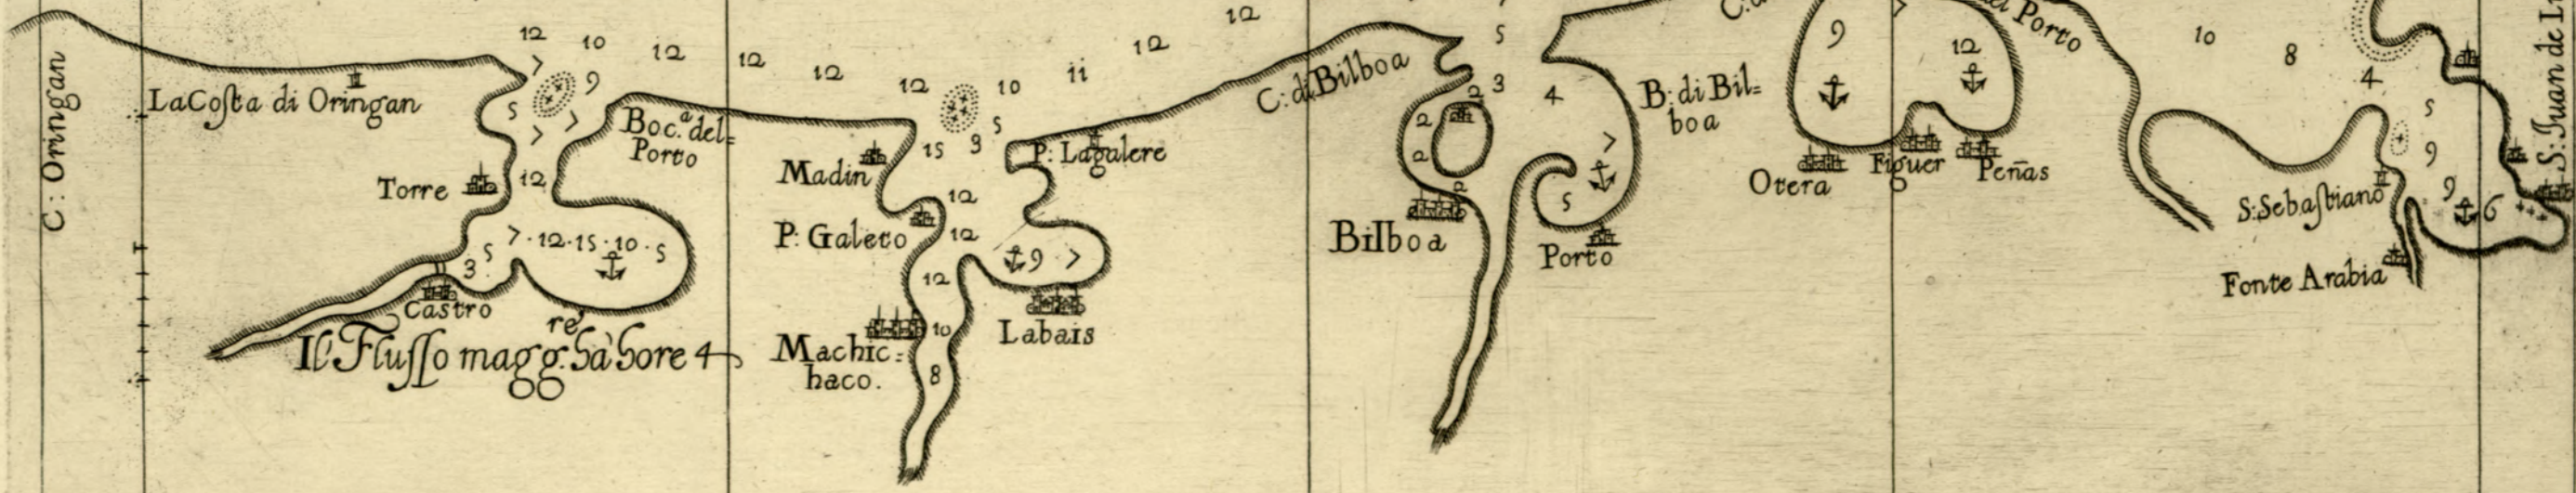 C: Oringan
La Coſta di Oringan
12
10
12
12
12
12
10
11
12
12
>
9
5
>
>
Boc.ª del=
Porto
Torre
12
> · 12 · 15 · 10 · 5
5
3
Castro
Il Fluſſo magg.re hà hore 4
5
15
9
Madin
P: Lagalere
12
P: Galeto
12
9 >
12
Machic=
haco.
10
8
Labais
C: di Bilboa
5
3
2
4
2
2
>
5
2
B: di Bil=
boa
Bilboa
Porto
9
12
Porto
Otera
Figuer
Peñas
10
8
4
5
9
9
6
S: Sebaſtiano
Fonte Arabia
S: Juan de